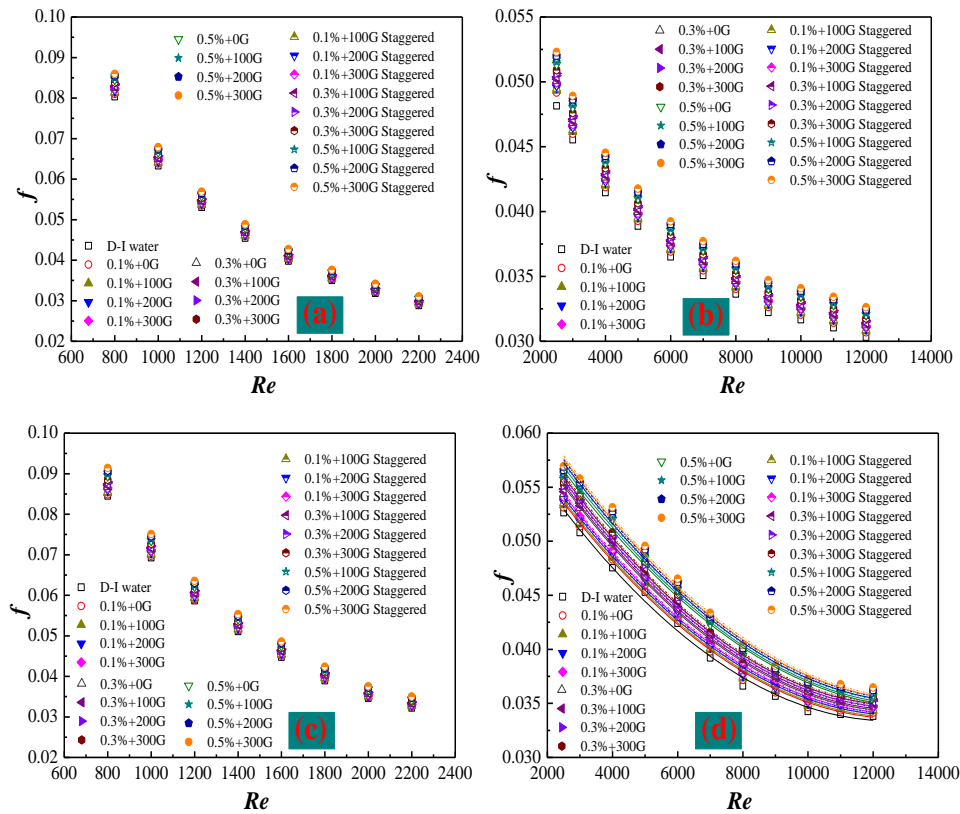 0.10
0.09
0.08
0.07
0.06
0.05
0.04
0.03
0.02
f
0.5%+0G
0.5%+100G
0.5%+200G
0.5%+300G
0.1%+100G Staggered
0.1%+200G Staggered
0.1%+300G Staggered
0.3%+100G Staggered
0.3%+200G Staggered
0.3%+300G Staggered
0.5%+100G Staggered
0.5%+200G Staggered
0.5%+300G Staggered
D-I water
0.1%+0G
0.1%+100G
0.1%+200G
0.1%+300G
0.3%+0G
0.3%+100G
0.3%+200G
0.3%+300G
(a)
600 800 1000 1200 1400 1600 1800 2000 2200 2400
Re
0.055
0.050
0.045
0.040
0.035
0.030
f
0.3%+0G
0.3%+100G
0.3%+200G
0.3%+300G
0.5%+0G
0.5%+100G
0.5%+200G
0.5%+300G
0.1%+100G Staggered
0.1%+200G Staggered
0.1%+300G Staggered
0.3%+100G Staggered
0.3%+200G Staggered
0.3%+300G Staggered
0.5%+100G Staggered
0.5%+200G Staggered
0.5%+300G Staggered
D-I water
0.1%+0G
0.1%+100G
0.1%+200G
0.1%+300G
(b)
2000 4000 6000 8000 10000 12000 14000
Re
0.10
0.09
0.08
0.07
0.06
0.05
0.04
0.03
0.02
f
0.1%+100G Staggered
0.1%+200G Staggered
0.1%+300G Staggered
0.3%+100G Staggered
0.3%+200G Staggered
0.3%+300G Staggered
0.5%+100G Staggered
0.5%+200G Staggered
0.5%+300G Staggered
D-I water
0.1%+0G
0.1%+100G
0.1%+200G
0.1%+300G
0.3%+0G
0.3%+100G
0.3%+200G
0.3%+300G
0.5%+0G
0.5%+100G
0.5%+200G
0.5%+300G
(c)
600 800 1000 1200 1400 1600 1800 2000 2200 2400
Re
0.060
0.055
0.050
0.045
0.040
0.035
0.030
f
0.5%+0G
0.5%+100G
0.5%+200G
0.5%+300G
0.1%+100G Staggered
0.1%+200G Staggered
0.1%+300G Staggered
0.3%+100G Staggered
0.3%+200G Staggered
0.3%+300G Staggered
0.5%+100G Staggered
0.5%+200G Staggered
0.5%+300G Staggered
D-I water
0.1%+0G
0.1%+100G
0.1%+200G
0.1%+300G
0.3%+0G
0.3%+100G
0.3%+200G
0.3%+300G
(d)
2000 4000 6000 8000 10000 12000 14000
Re